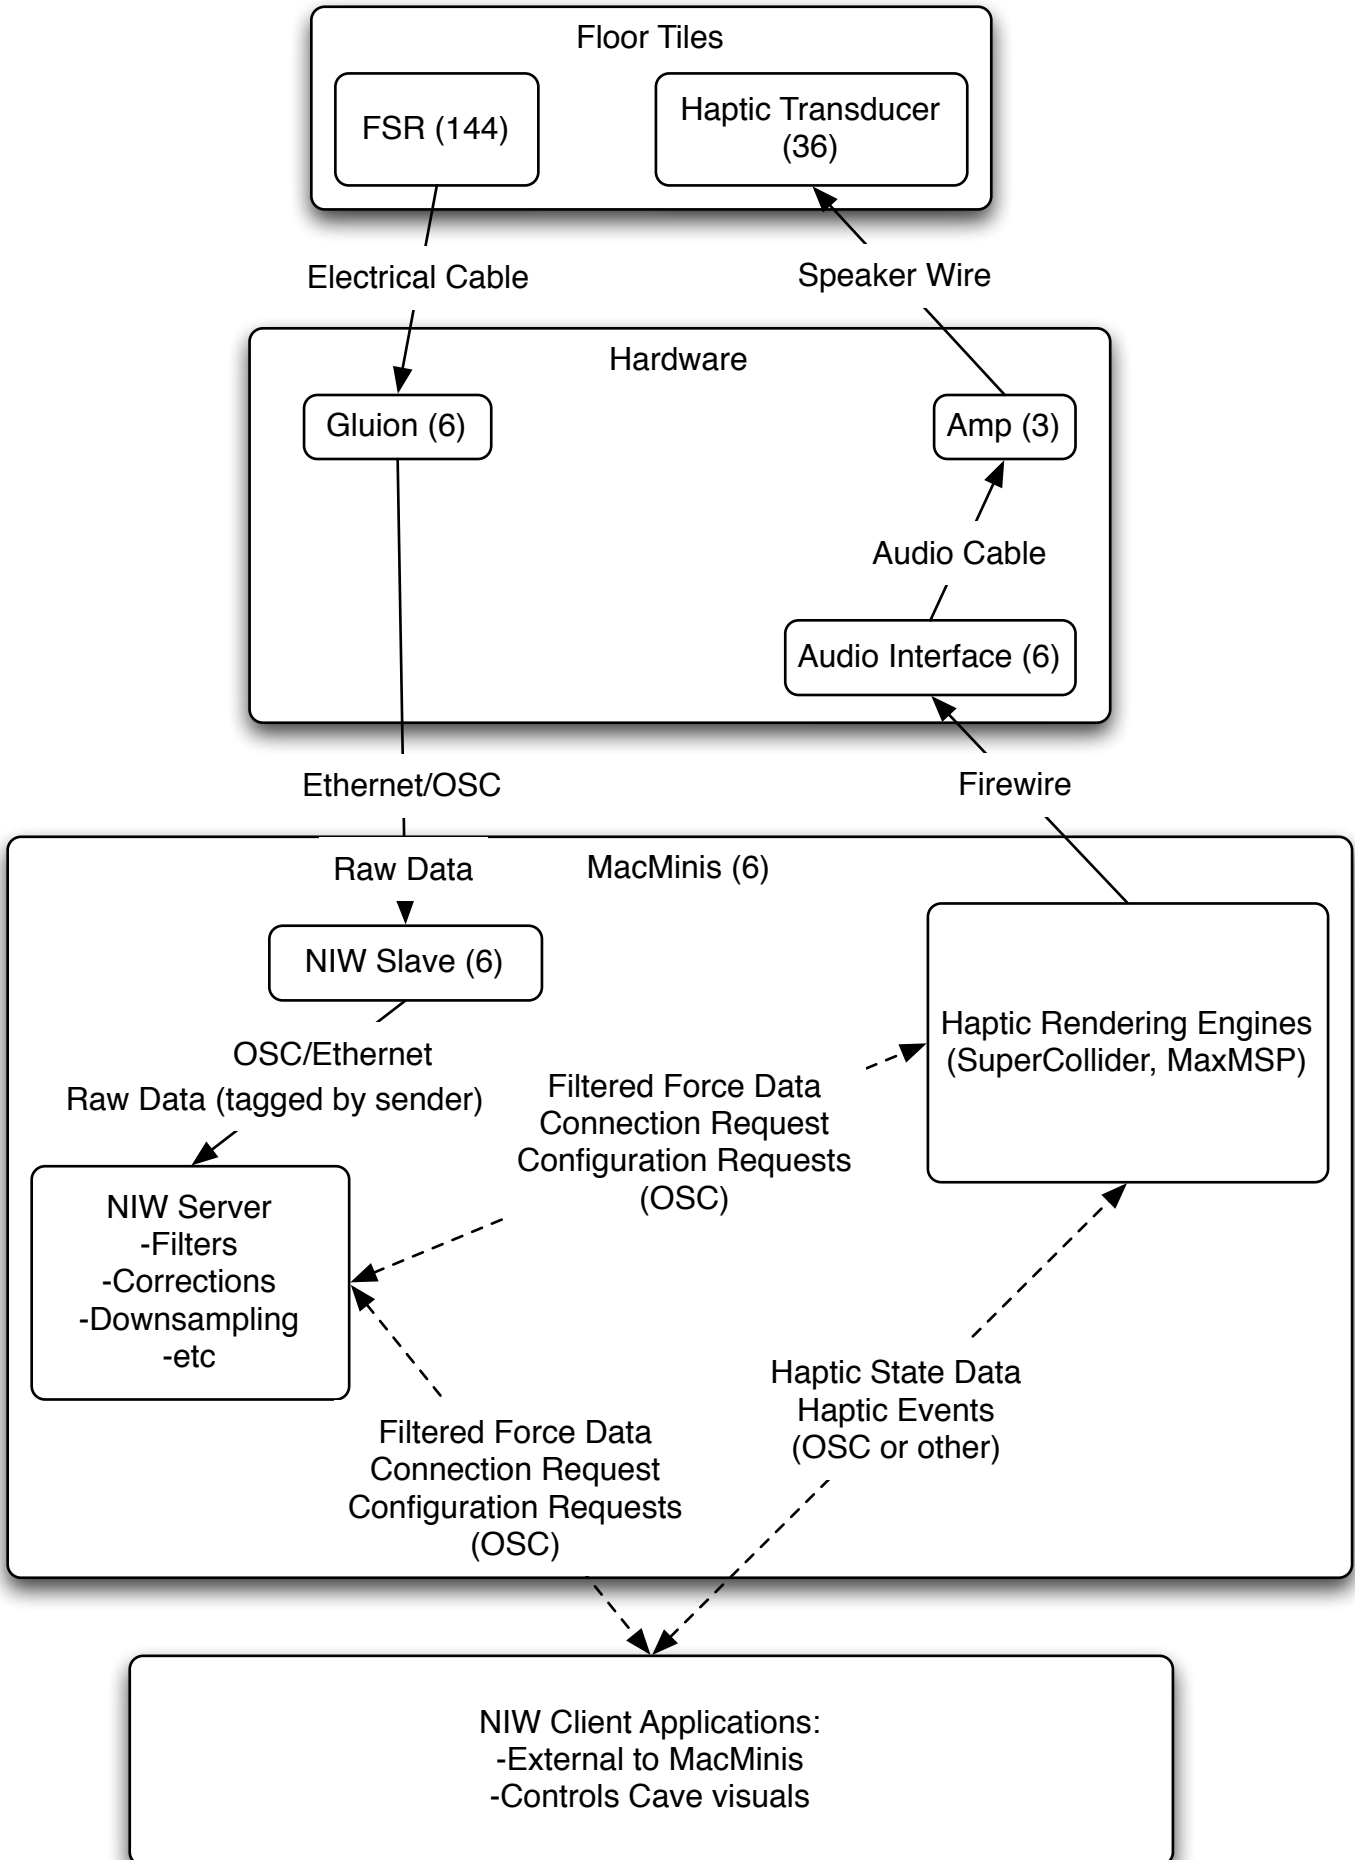 Floor Tiles
FSR (144)
Haptic Transducer
(36)
Electrical Cable
Speaker Wire
Hardware
Gluion (6)
Amp (3)
Audio Cable
Audio Interface (6)
Ethernet/OSC
Firewire
Raw Data
MacMinis (6)
NIW Slave (6)
OSC/Ethernet
Raw Data (tagged by sender)
Haptic Rendering Engines
(SuperCollider, MaxMSP)
Filtered Force Data
Connection Request
Configuration Requests
(OSC)
NIW Server
-Filters
-Corrections
-Downsampling
-etc
Haptic State Data
Haptic Events
(OSC or other)
Filtered Force Data
Connection Request
Configuration Requests
(OSC)
NIW Client Applications:
-External to MacMinis
-Controls Cave visuals